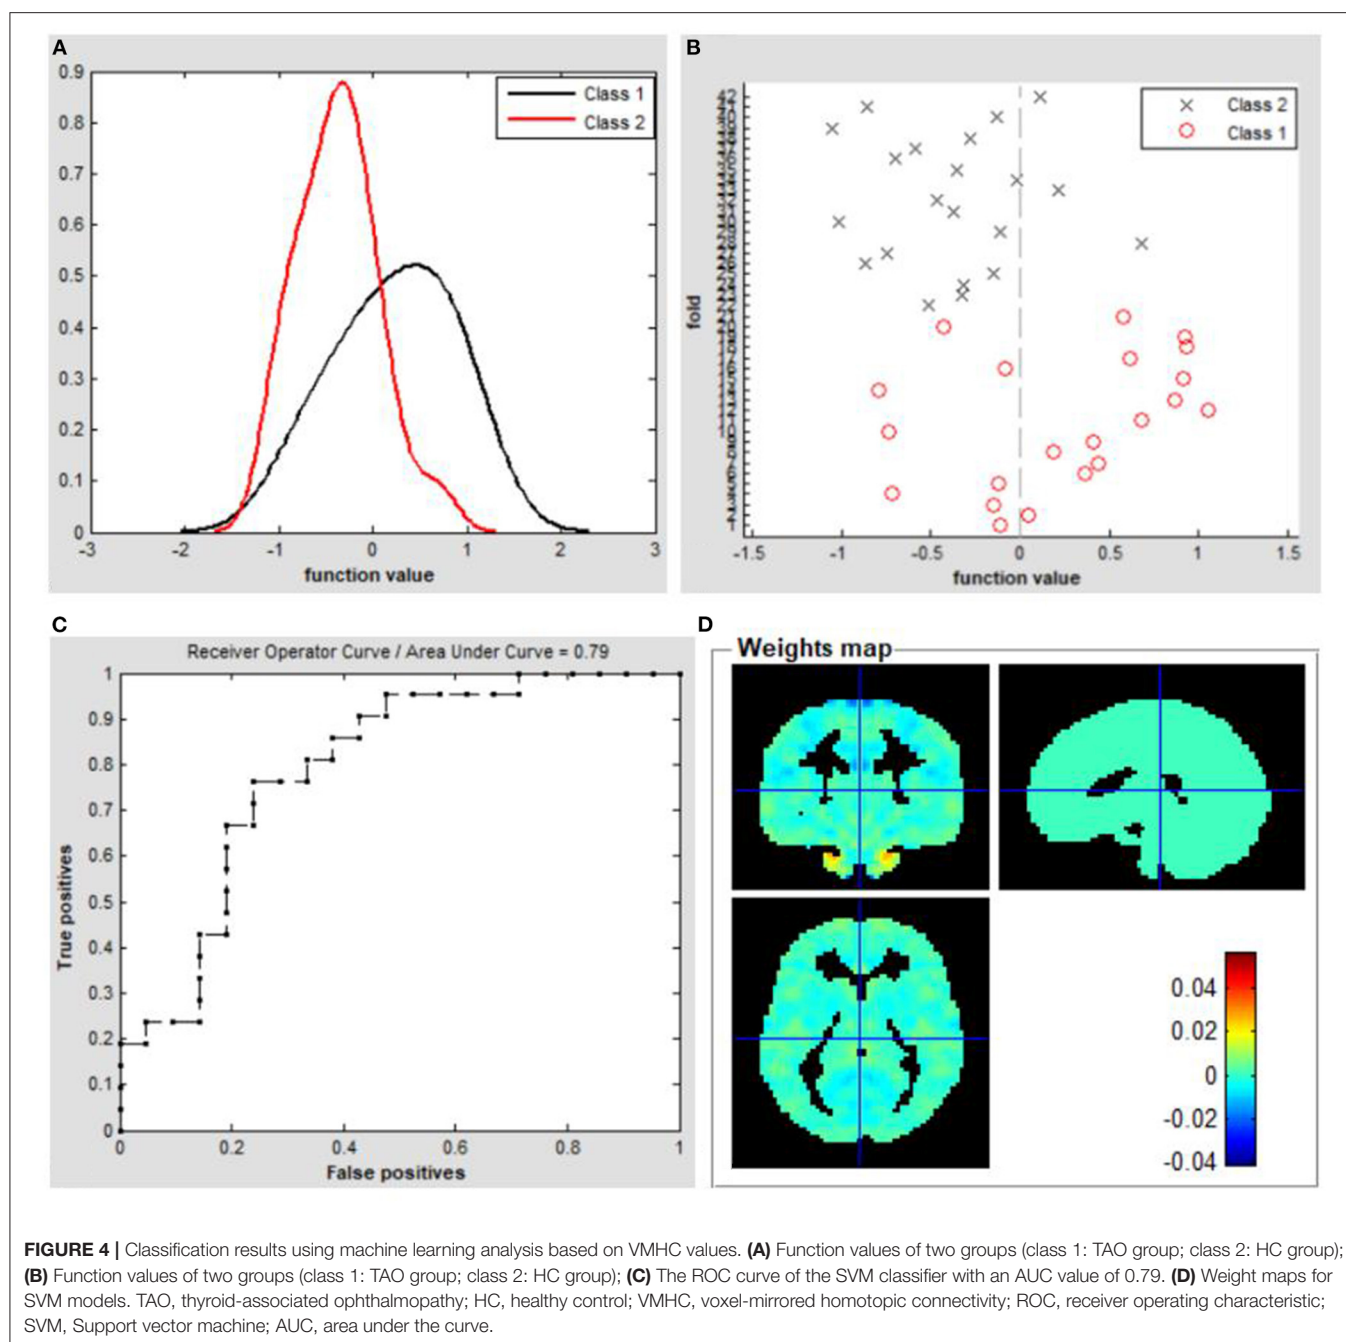 A
0.9
0.8
0.7
0.6
0.5
0.4
0.3
0.2
0.1
0
-3
-2
-1
0
1
2
3
function value
Class 1
Class 2
B
fold
42
10
-1.5
-1
-0.5
0
0.5
1
1.5
function value
Class 2
Class 1
C
Receiver Operator Curve / Area Under Curve = 0.79
True positives
1
0.9
0.8
0.7
0.6
0.5
0.4
0.3
0.2
0.1
0
0
0.2
0.4
0.6
0.8
1
False positives
D
Weights map
0.04
0.02
0
-0.02
-0.04
FIGURE 4 | Classification results using machine learning analysis based on VMHC values. (A) Function values of two groups (class 1: TAO group; class 2: HC group);
(B) Function values of two groups (class 1: TAO group; class 2: HC group); (C) The ROC curve of the SVM classifier with an AUC value of 0.79. (D) Weight maps for
SVM models. TAO, thyroid-associated ophthalmopathy; HC, healthy control; VMHC, voxel-mirrored homotopic connectivity; ROC, receiver operating characteristic;
SVM, Support vector machine; AUC, area under the curve.